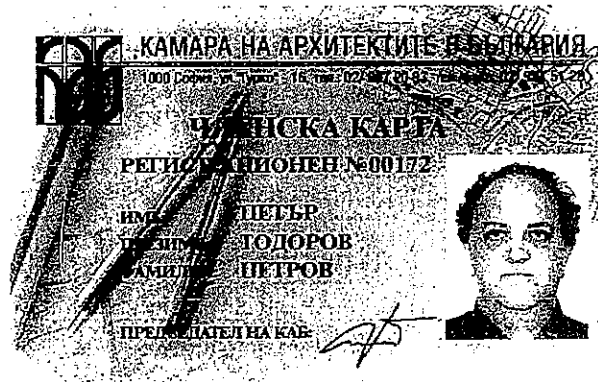 КАМАРА НА АРХИТЕКТИТЕ В БЪЛГАРИЯ
1000 София, ул.
ЧЛЕНСКА КАРТА
РЕГИСТРАЦИОНЕН №00172
ИМЕ: ПЕТЪР
ПРЕЗИМЕ: ТОДОРОВ
ФАМИЛИЯ: ПЕТРОВ
ПРЕДСЕДАТЕЛ НА КАБ: